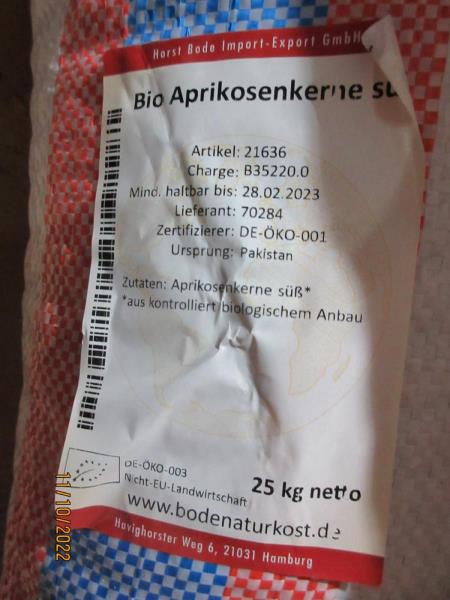 Horst Bode Import-Export GmbH
Bio Aprikosenkerne sü
Artikel: 21636
Charge: B35220.0
Mind. haltbar bis: 28.02.2023
Lieferant: 70284
Zertifizierer: DE-ÖKO-001
Ursprung: Pakistan
Zutaten: Aprikosenkerne süß*
*aus kontrolliert biologischem Anbau
DE-ÖKO-003
Nicht-EU-Landwirtschaft
25 kg netto
www.bodenaturkost.de
Havighorster Weg 6, 21031 Hamburg
11/10/2022